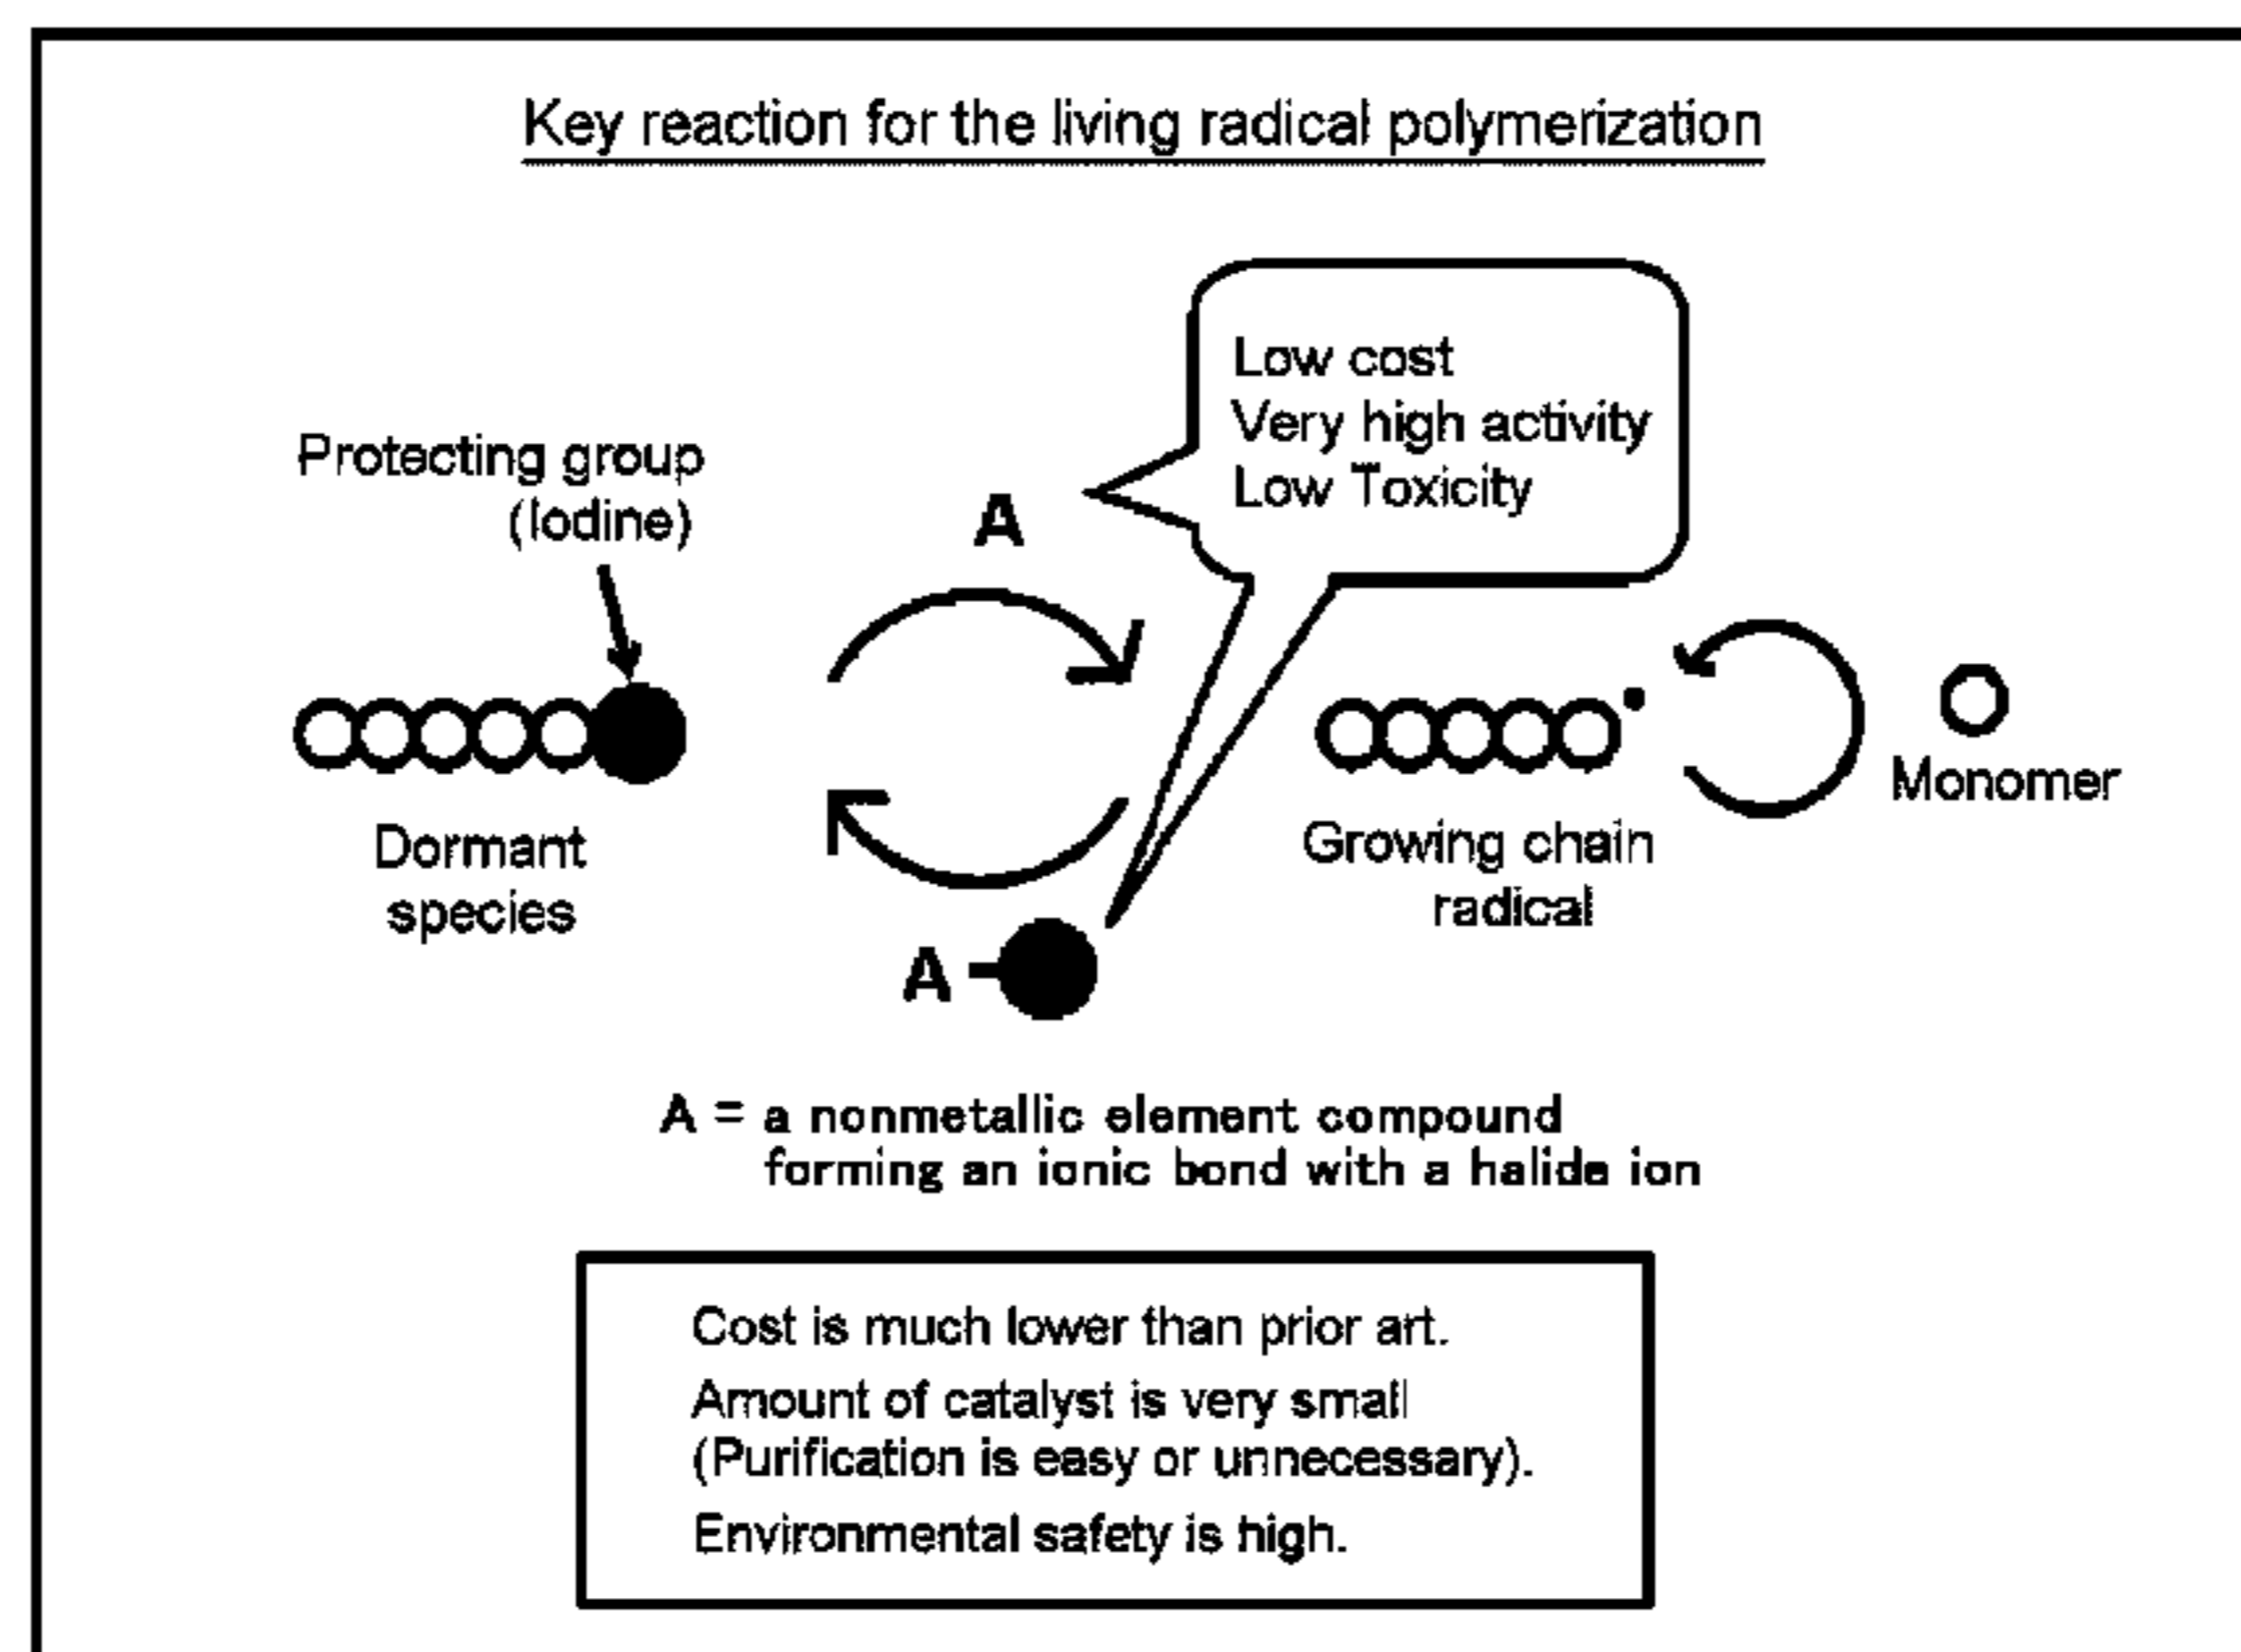 Key reaction for the living radical polymerization
Low cost
Very high activity
Low Toxicity
Protecting group
(Iodine)
A
Dormant
species
Growing chain
radical
Monomer
A
A = a nonmetallic element compound
forming an ionic bond with a halide ion
Cost is much lower than prior art.
Amount of catalyst is very small
(Purification is easy or unnecessary).
Environmental safety is high.